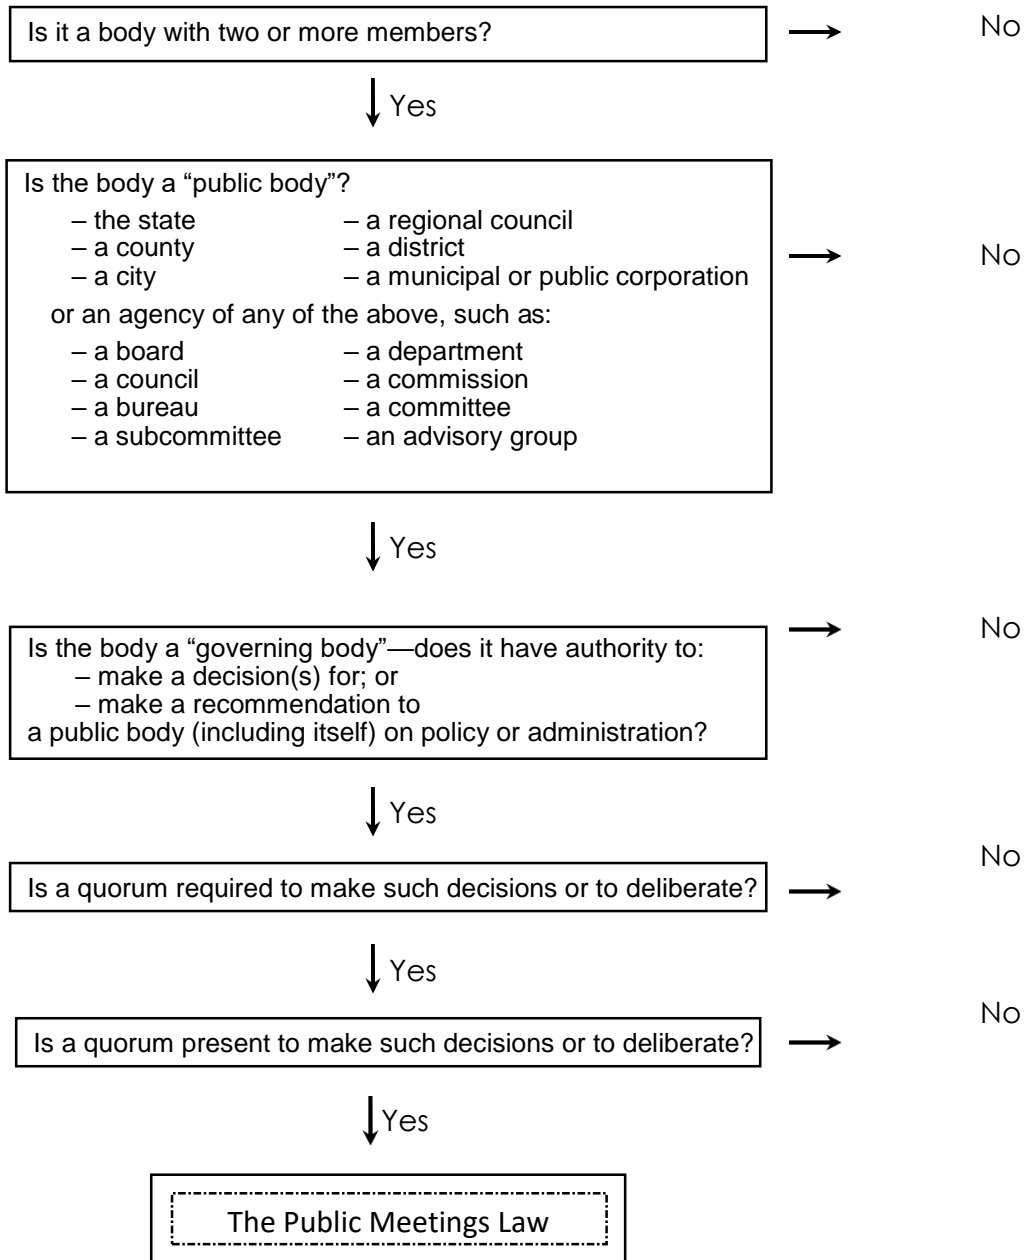 Is it a body with two or more members?
No
Yes
Is the body a “public body”?
– the state – a regional council
– a county – a district
– a city – a municipal or public corporation
No
or an agency of any of the above, such as:
– a board – a department
– a council – a commission
– a bureau – a committee
– a subcommittee – an advisory group
Yes
Is the body a “governing body”—does it have authority to:
No
– make a decision(s) for; or
– make a recommendation to
a public body (including itself) on policy or administration?
Yes
Is a quorum required to make such decisions or to deliberate?
No
Yes
Is a quorum present to make such decisions or to deliberate?
No
Yes
The Public Meetings Law